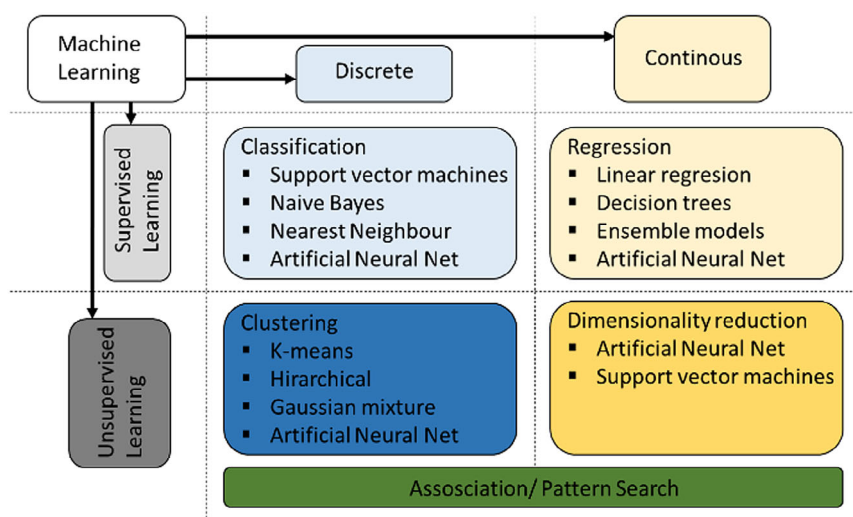 Machine
Learning
Discrete
Continous
Supervised
Learning
Classification
▪ Support vector machines
▪ Naive Bayes
▪ Nearest Neighbour
▪ Artificial Neural Net
Regression
▪ Linear regresion
▪ Decision trees
▪ Ensemble models
▪ Artificial Neural Net
Unsupervised
Learning
Clustering
▪ K-means
▪ Hirarchical
▪ Gaussian mixture
▪ Artificial Neural Net
Dimensionality reduction
▪ Artificial Neural Net
▪ Support vector machines
Assosciation/ Pattern Search